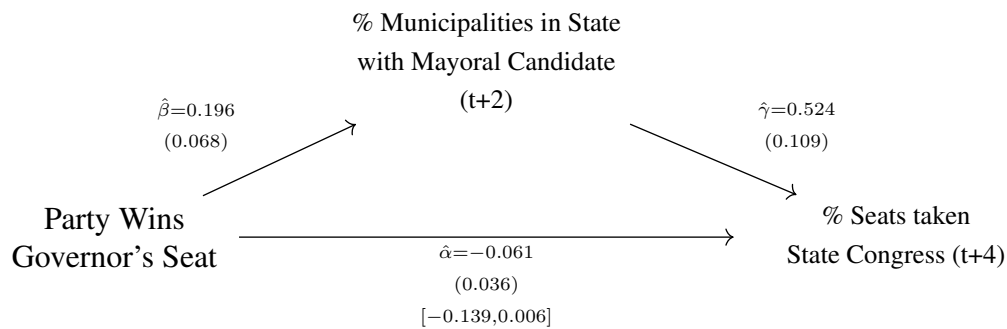 % Municipalities in State
with Mayoral Candidate
(t+2)
β̂=0.196
(0.068)
γ̂=0.524
(0.109)
Party Wins
Governor's Seat
% Seats taken
State Congress (t+4)
α̂=−0.061
(0.036)
[−0.139,0.006]